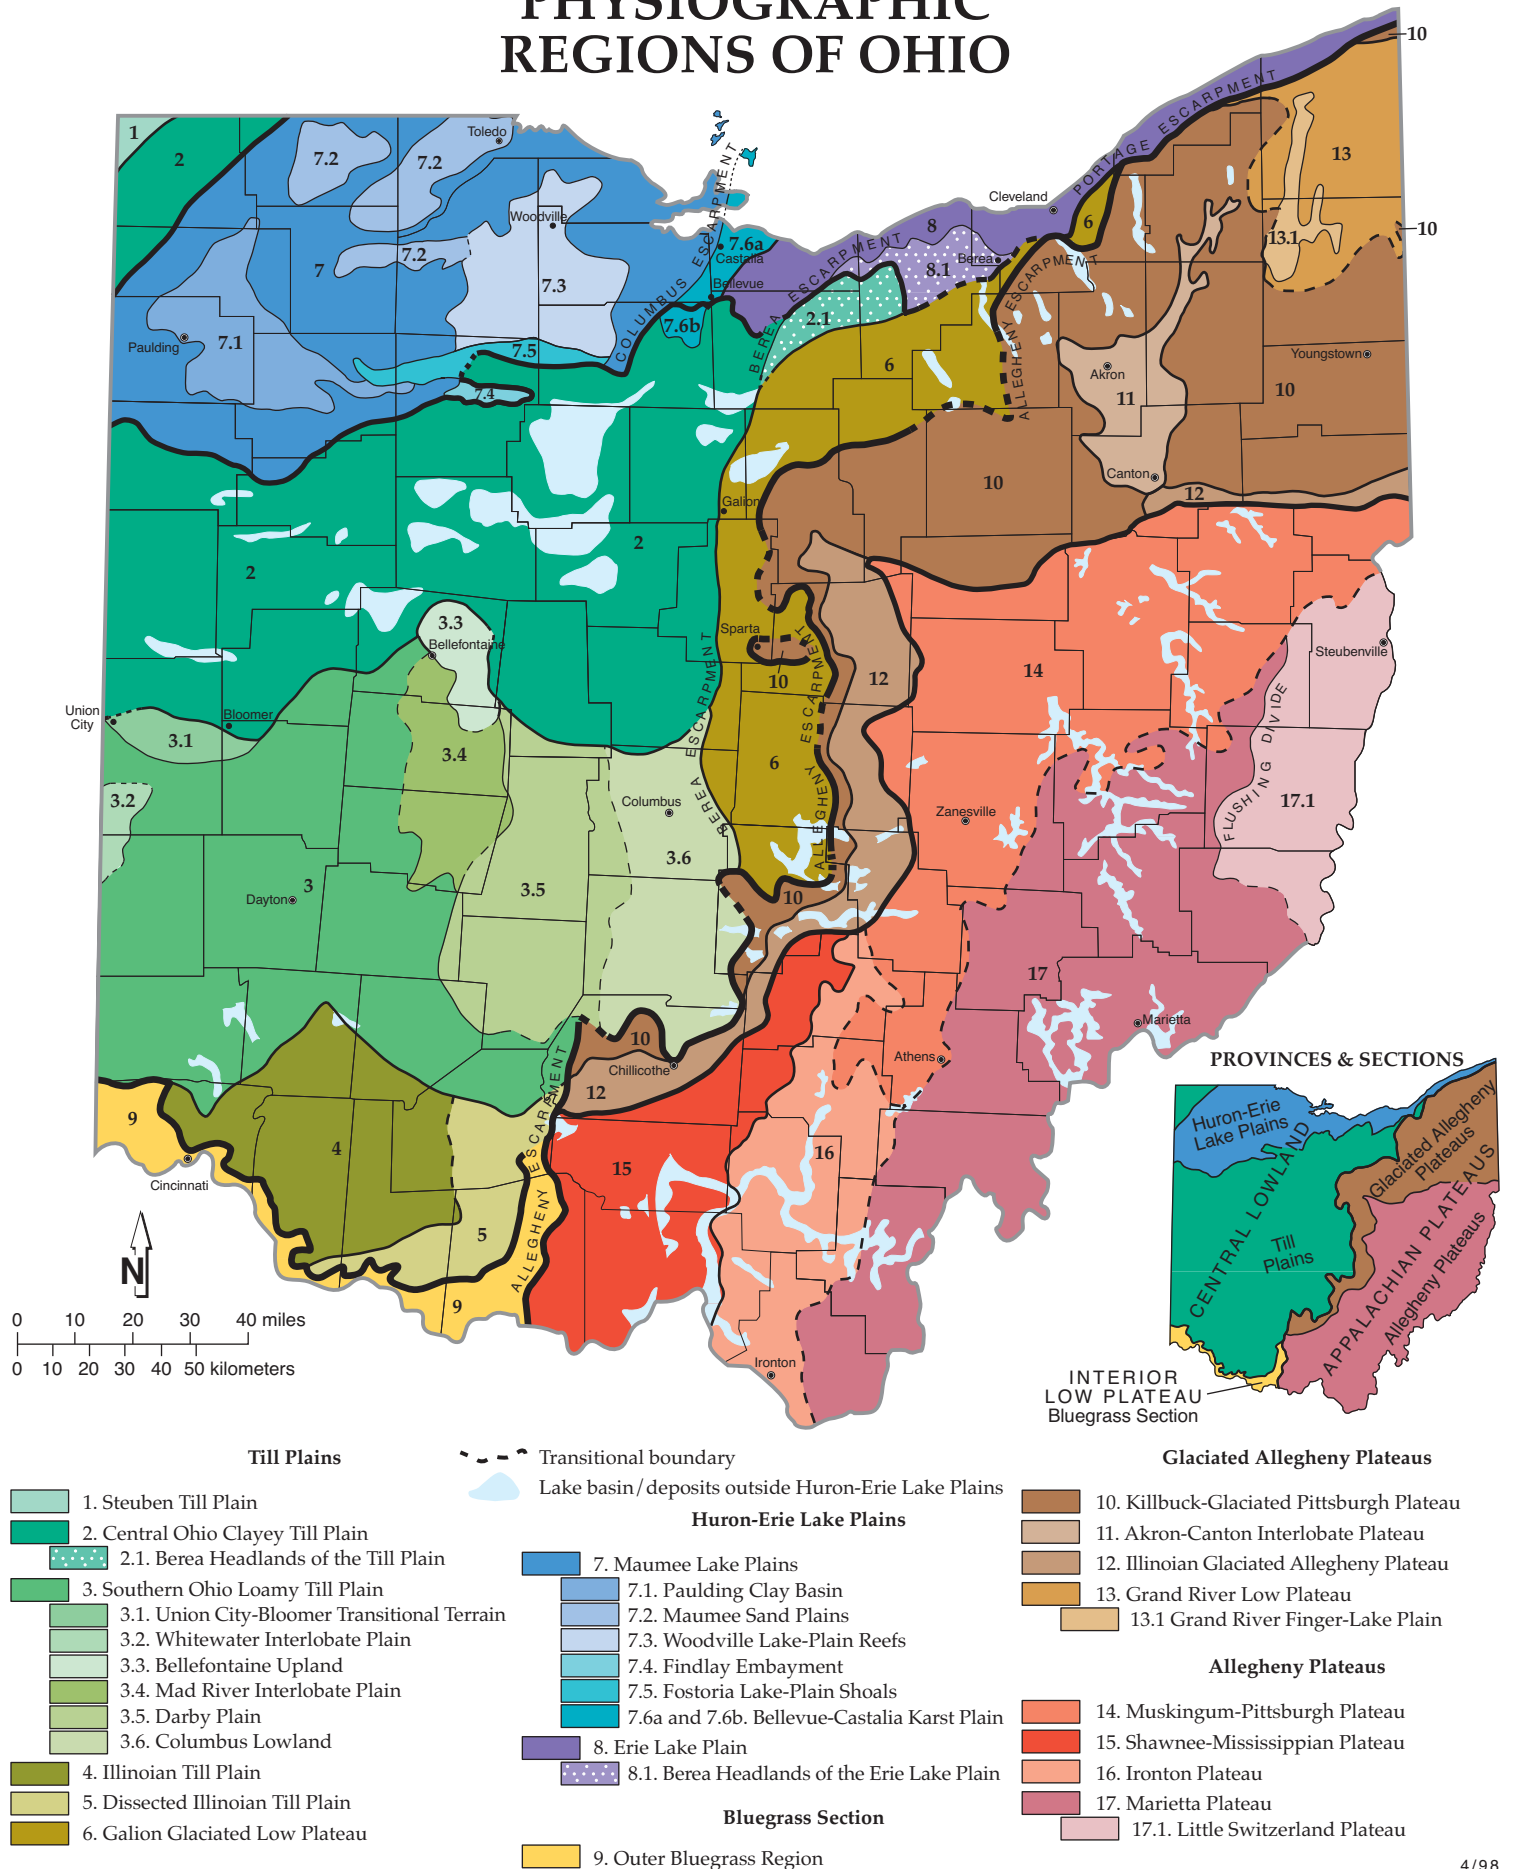 PHYSIOGRAPHIC
REGIONS OF OHIO
10
1
2
7.2
7.2
Toledo
13
10
Cleveland
PORTAGE ESCARPMENT
6
Woodville
7
7.2
7.3
COLUMBUS ESCARPMENT
7.6a
Castalia
Bellevue
8
8.1
Berea
BEREA ESCARPMENT
2.1
13.1
Paulding
7.1
7.5
7.4
7.6b
6
ALLEGHENY ESCARPMENT
Akron
11
Youngstown
10
Canton
12
10
Galion
2
2
3.3
Bellefontaine
Sparta
10
12
14
Steubenville
Union
City
Bloomer
3.1
3.2
3.4
BEREA ESCARPMENT
6
ALLEGHENY ESCARPMENT
FLUSHING DIVIDE
17.1
Columbus
Zanesville
3.6
3.5
3
Dayton
10
17
Marietta
10
Chillicothe
Athens
12
9
4
15
16
Cincinnati
5
ALLEGHENY ESCARPMENT
9
Ironton
N
0 10 20 30 40 miles
0 10 20 30 40 50 kilometers
PROVINCES & SECTIONS
Huron-Erie
Lake Plains
Glaciated Allegheny
Plateaus
CENTRAL LOWLAND
Till
Plains
APPALACHIAN PLATEAUS
Allegheny Plateaus
INTERIOR
LOW PLATEAU
Bluegrass Section
Till Plains
1. Steuben Till Plain
2. Central Ohio Clayey Till Plain
2.1. Berea Headlands of the Till Plain
3. Southern Ohio Loamy Till Plain
3.1. Union City-Bloomer Transitional Terrain
3.2. Whitewater Interlobate Plain
3.3. Bellefontaine Upland
3.4. Mad River Interlobate Plain
3.5. Darby Plain
3.6. Columbus Lowland
4. Illinoian Till Plain
5. Dissected Illinoian Till Plain
6. Galion Glaciated Low Plateau
Transitional boundary
Lake basin/deposits outside Huron-Erie Lake Plains
Huron-Erie Lake Plains
7. Maumee Lake Plains
7.1. Paulding Clay Basin
7.2. Maumee Sand Plains
7.3. Woodville Lake-Plain Reefs
7.4. Findlay Embayment
7.5. Fostoria Lake-Plain Shoals
7.6a and 7.6b. Bellevue-Castalia Karst Plain
8. Erie Lake Plain
8.1. Berea Headlands of the Erie Lake Plain
Bluegrass Section
9. Outer Bluegrass Region
Glaciated Allegheny Plateaus
10. Killbuck-Glaciated Pittsburgh Plateau
11. Akron-Canton Interlobate Plateau
12. Illinoian Glaciated Allegheny Plateau
13. Grand River Low Plateau
13.1 Grand River Finger-Lake Plain
Allegheny Plateaus
14. Muskingum-Pittsburgh Plateau
15. Shawnee-Mississippian Plateau
16. Ironton Plateau
17. Marietta Plateau
17.1. Little Switzerland Plateau
4/98